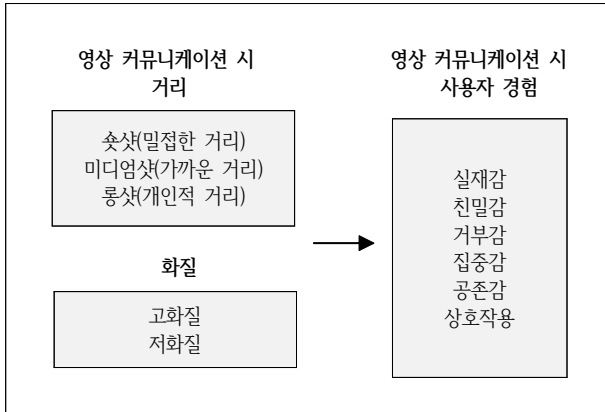 영상 커뮤니케이션 시
거리
숏샷(밀접한 거리)
미디엄샷(가까운 거리)
롱샷(개인적 거리)
화질
고화질
저화질
영상 커뮤니케이션 시
사용자 경험
실재감
친밀감
거부감
집중감
공존감
상호작용